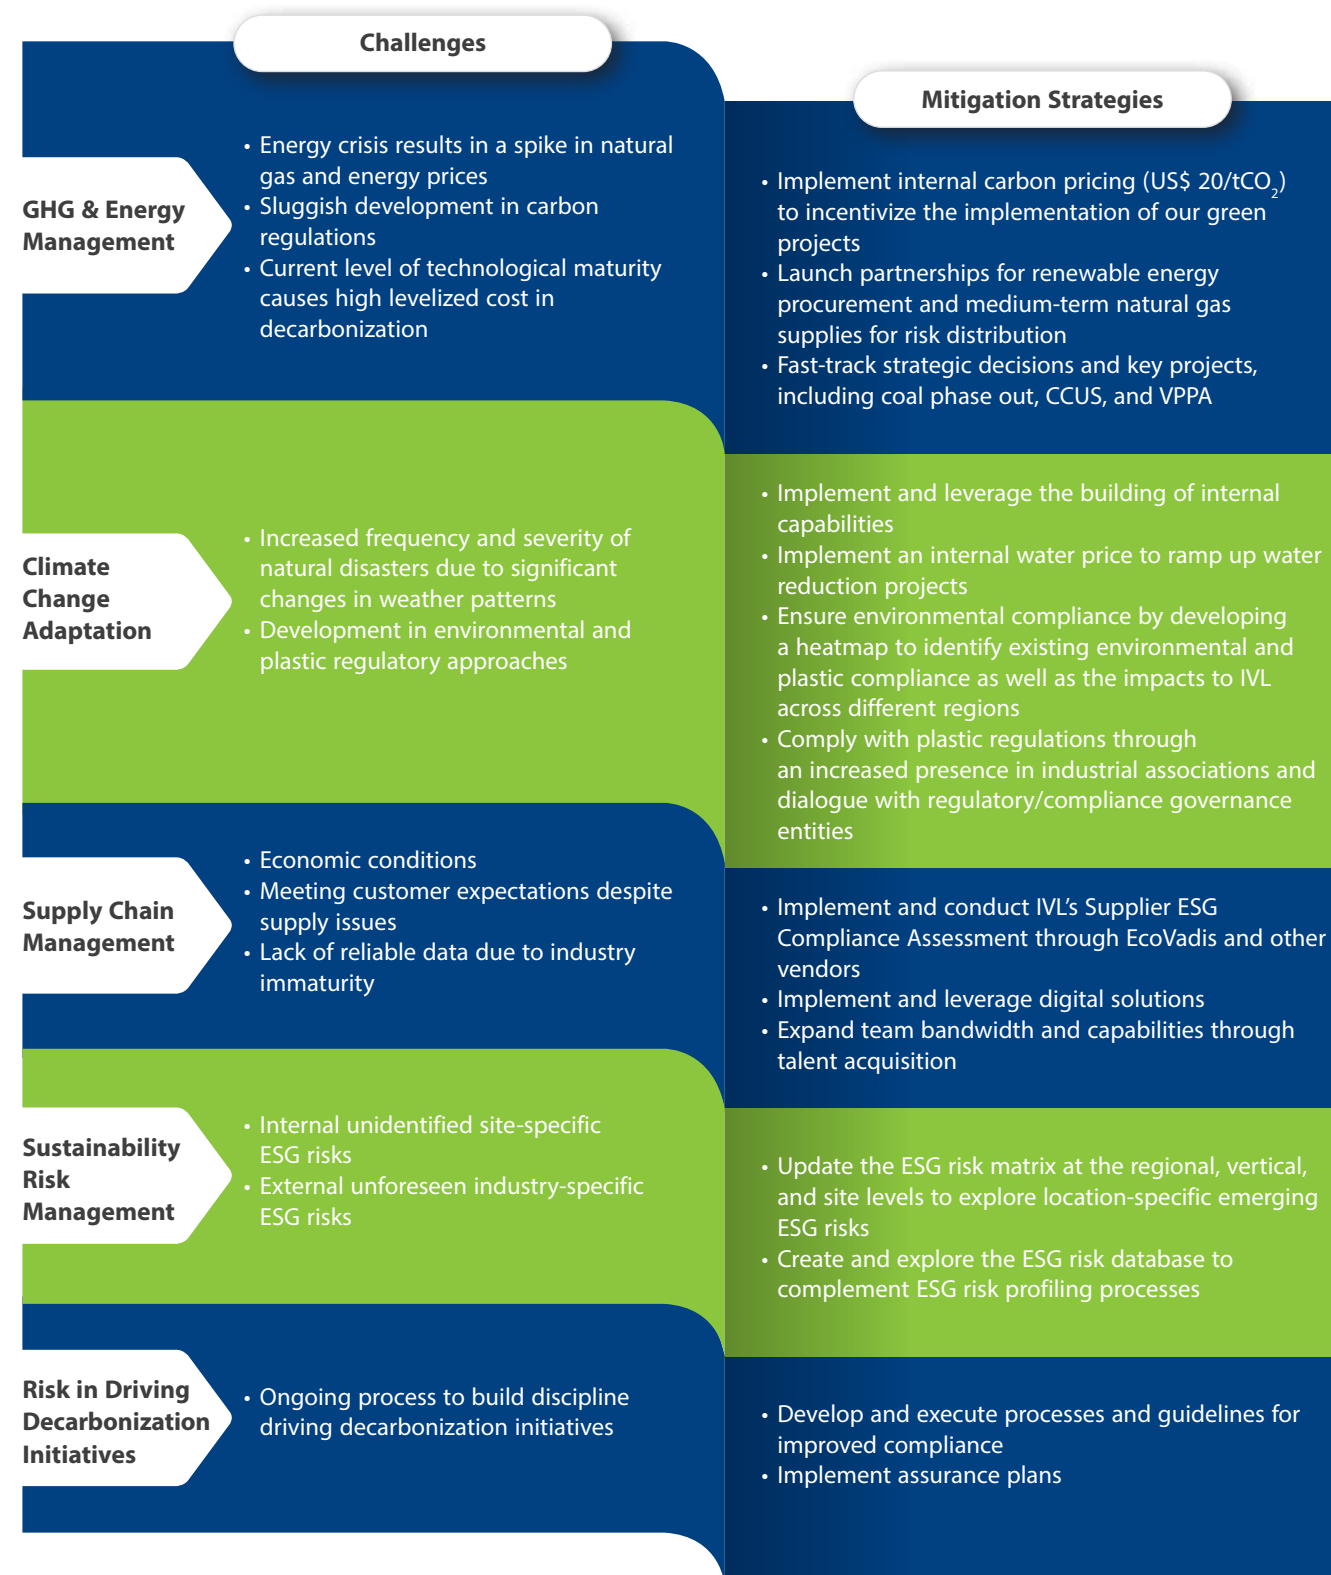 Challenges
Mitigation Strategies
GHG & Energy
Management
• Energy crisis results in a spike in natural
gas and energy prices
• Sluggish development in carbon
regulations
• Current level of technological maturity
causes high levelized cost in
decarbonization
• Implement internal carbon pricing (US$ 20/tCO₂)
to incentivize the implementation of our green
projects
• Launch partnerships for renewable energy
procurement and medium-term natural gas
supplies for risk distribution
• Fast-track strategic decisions and key projects,
including coal phase out, CCUS, and VPPA
Climate
Change
Adaptation
• Increased frequency and severity of
natural disasters due to significant
changes in weather patterns
• Development in environmental and
plastic regulatory approaches
• Implement and leverage the building of internal
capabilities
• Implement an internal water price to ramp up water
reduction projects
• Ensure environmental compliance by developing
a heatmap to identify existing environmental and
plastic compliance as well as the impacts to IVL
across different regions
• Comply with plastic regulations through
an increased presence in industrial associations and
dialogue with regulatory/compliance governance
entities
Supply Chain
Management
• Economic conditions
• Meeting customer expectations despite
supply issues
• Lack of reliable data due to industry
immaturity
• Implement and conduct IVL's Supplier ESG
Compliance Assessment through EcoVadis and other
vendors
• Implement and leverage digital solutions
• Expand team bandwidth and capabilities through
talent acquisition
Sustainability
Risk
Management
• Internal unidentified site-specific
ESG risks
• External unforeseen industry-specific
ESG risks
• Update the ESG risk matrix at the regional, vertical,
and site levels to explore location-specific emerging
ESG risks
• Create and explore the ESG risk database to
complement ESG risk profiling processes
Risk in Driving
Decarbonization
Initiatives
• Ongoing process to build discipline
driving decarbonization initiatives
• Develop and execute processes and guidelines for
improved compliance
• Implement assurance plans